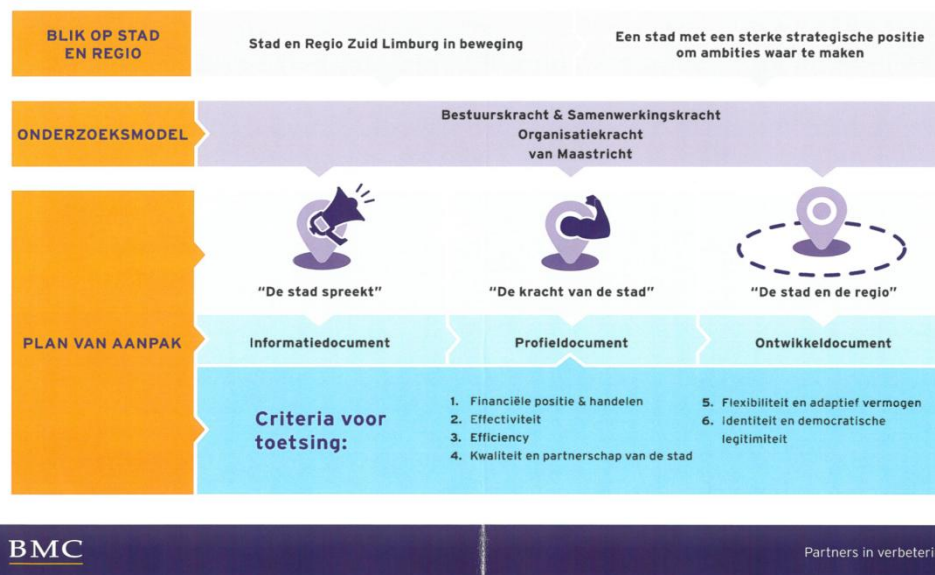 BLIK OP STAD
EN REGIO
Stad en Regio Zuid Limburg in beweging
Een stad met een sterke strategische positie
om ambities waar te maken
ONDERZOEKSMODEL
Bestuurskracht & Samenwerkingskracht
Organisatiekracht
van Maastricht
"De stad spreekt"
"De kracht van de stad"
"De stad en de regio"
PLAN VAN AANPAK
Informatiedocument
Profieldocument
Ontwikkeldocument
Criteria voor
toetsing:
1. Financiële positie & handelen
2. Effectiviteit
3. Efficiency
4. Kwaliteit en partnerschap van de stad
5. Flexibiliteit en adaptief vermogen
6. Identiteit en democratische
legitimiteit
BMC
Partners in verbeteri